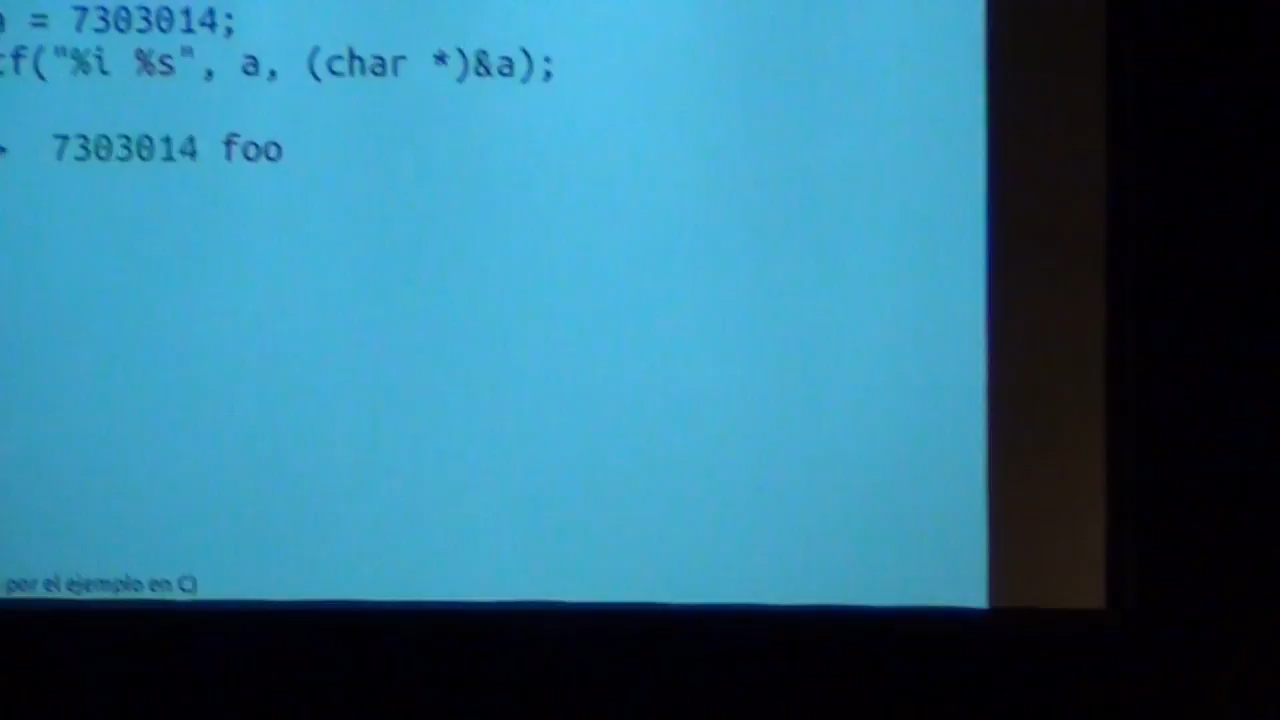 = 7303014;
f("%i %s", a, (char *)&a);
7303014 foo
por el ejemplo en C)